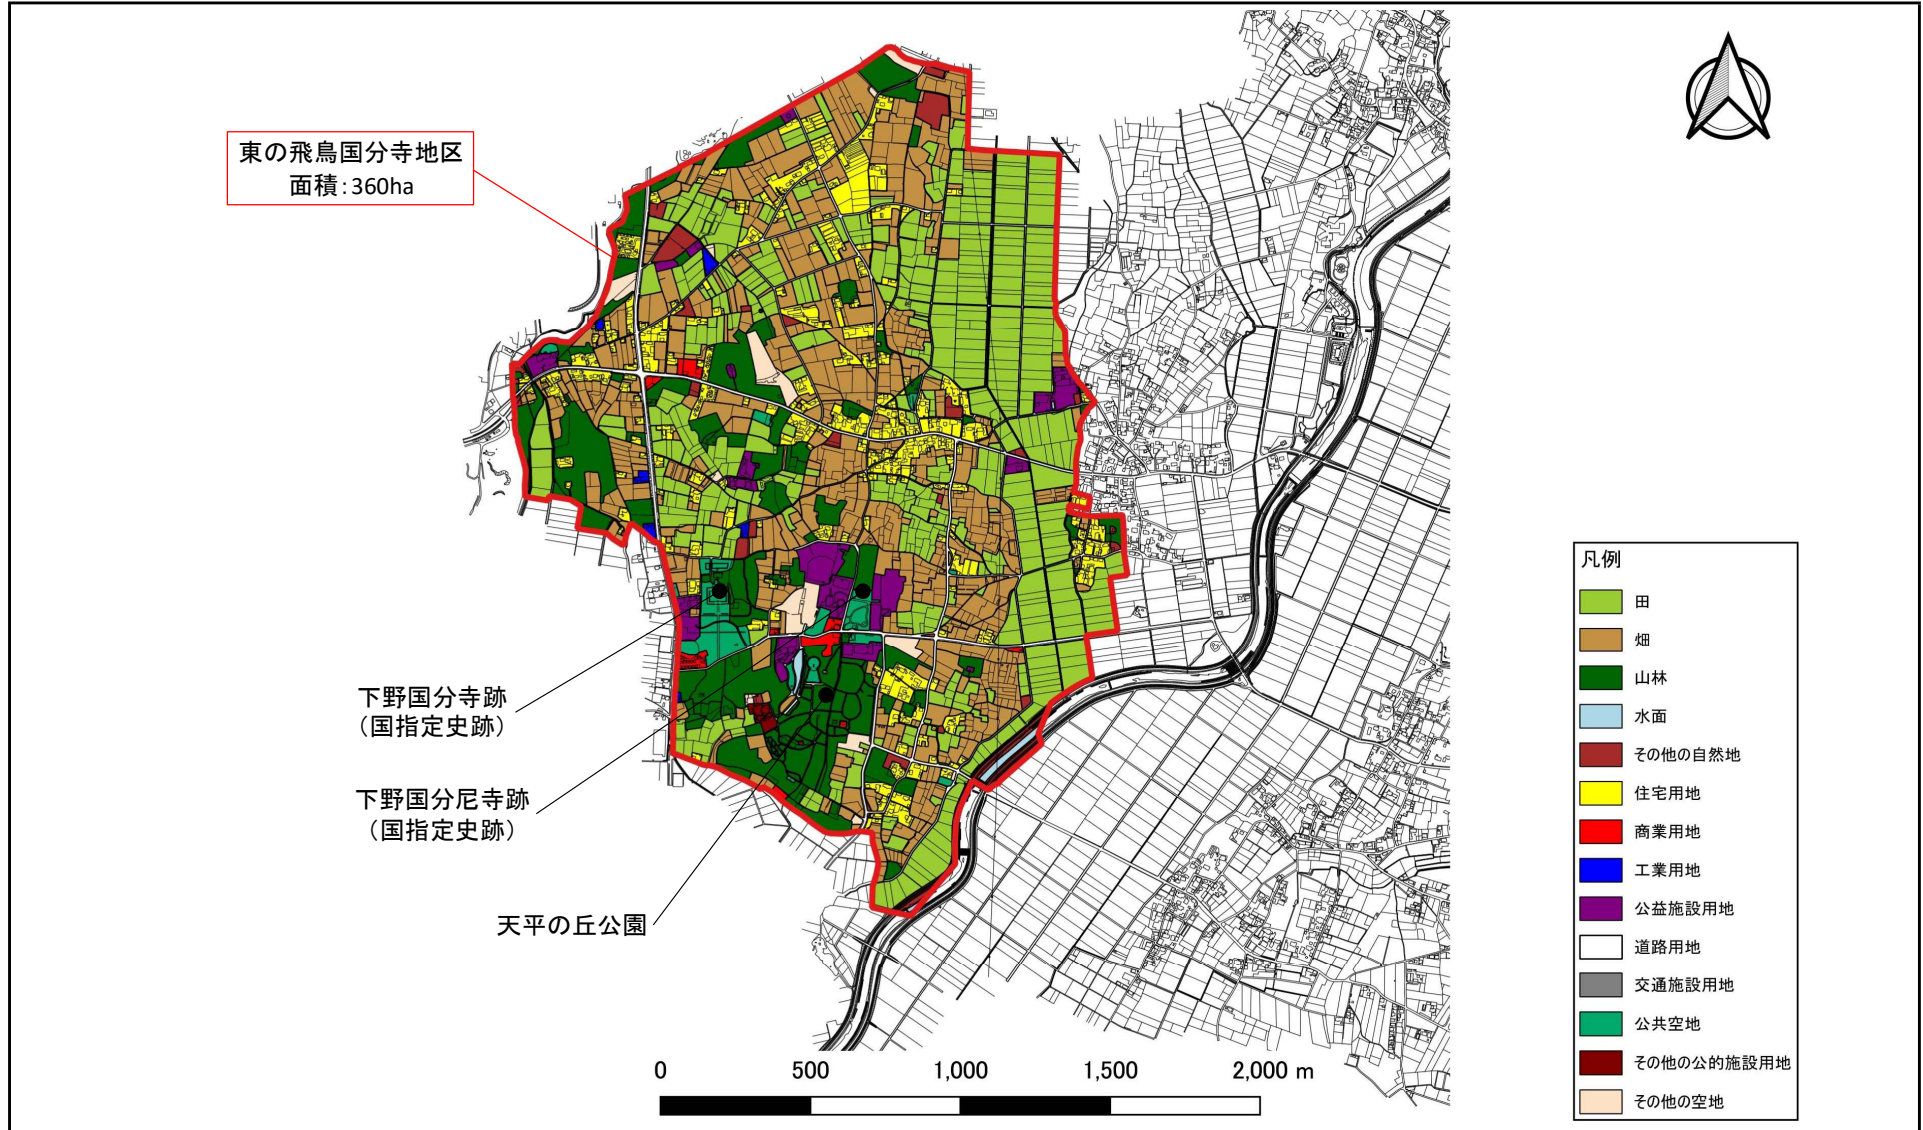 東の飛鳥国分寺地区
面積：360ha
下野国分寺跡
（国指定史跡）
下野国分尼寺跡
（国指定史跡）
天平の丘公園
凡例
田
畑
山林
水面
その他の自然地
住宅用地
商業用地
工業用地
公益施設用地
道路用地
交通施設用地
公共空地
その他の公的施設用地
その他の空地
0 500 1,000 1,500 2,000 m